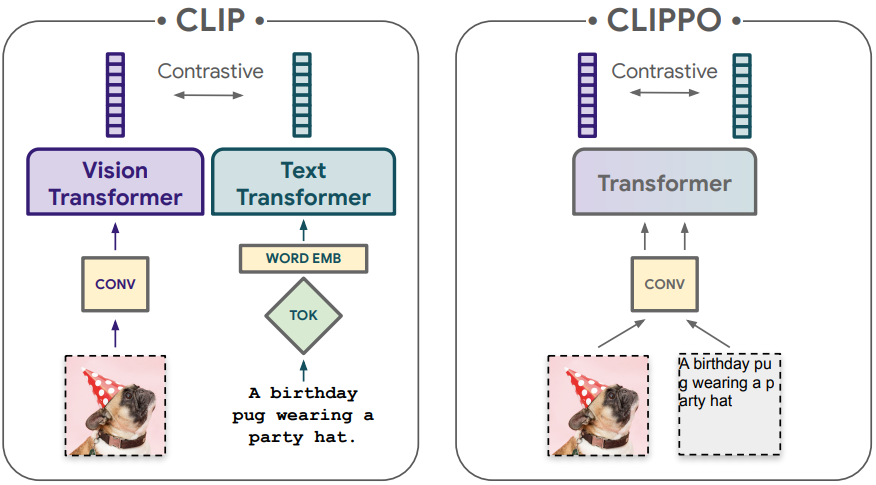 CLIP
Contrastive
Vision
Transformer
Text
Transformer
CONV
WORD EMB
TOK
A birthday
pug wearing a
party hat.
CLIPPO
Contrastive
Transformer
CONV
A birthday pu
g wearing a p
arty hat